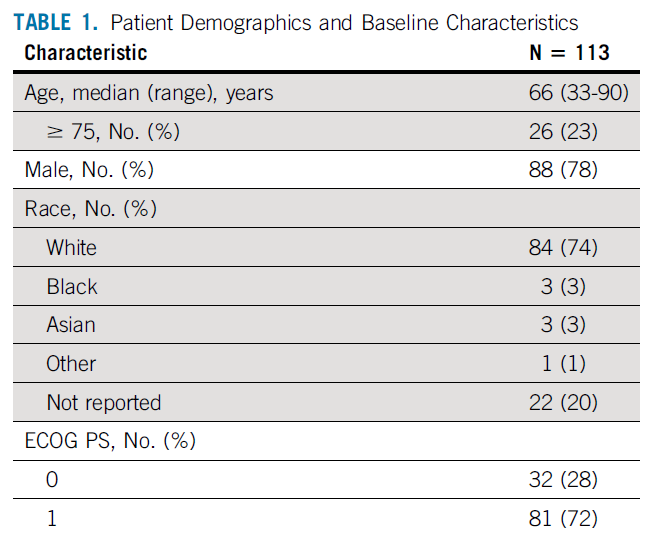 TABLE 1. Patient Demographics and Baseline Characteristics
Characteristic N = 113
Age, median (range), years 66 (33-90)
≥ 75, No. (%) 26 (23)
Male, No. (%) 88 (78)
Race, No. (%)
White 84 (74)
Black 3 (3)
Asian 3 (3)
Other 1 (1)
Not reported 22 (20)
ECOG PS, No. (%)
0 32 (28)
1 81 (72)